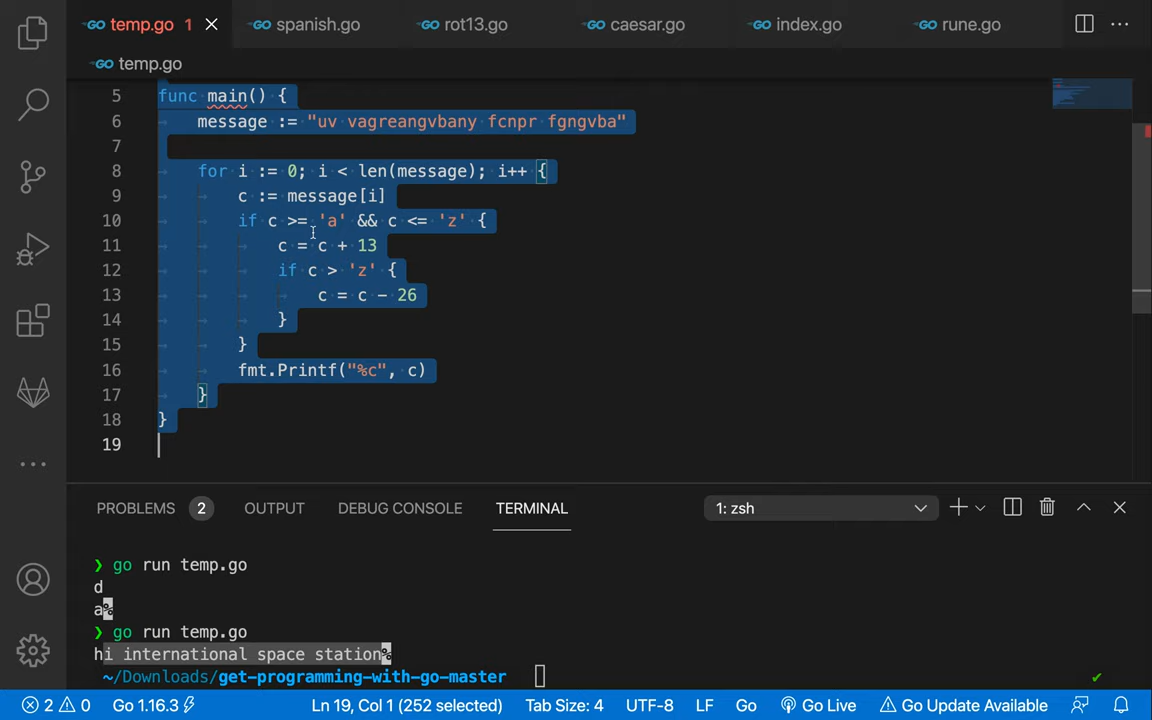 temp.go 1 spanish.go rot13.go caesar.go index.go rune.go
temp.go
5 func main() {
6 message := "uv vagreangvbany fcnpr fgngvba"
7
8 for i := 0; i < len(message); i++ {
9 c := message[i]
10 if c >= 'a' && c <= 'z' {
11 c = c + 13
12 if c > 'z' {
13 c = c - 26
14 }
15 }
16 fmt.Printf("%c", c)
17 }
18 }
19
PROBLEMS 2 OUTPUT DEBUG CONSOLE TERMINAL 1: zsh
❯ go run temp.go
d
a%
❯ go run temp.go
hi international space station%
~/Downloads/get-programming-with-go-master
2 0 Go 1.16.3 Ln 19, Col 1 (252 selected) Tab Size: 4 UTF-8 LF Go Go Live Go Update Available